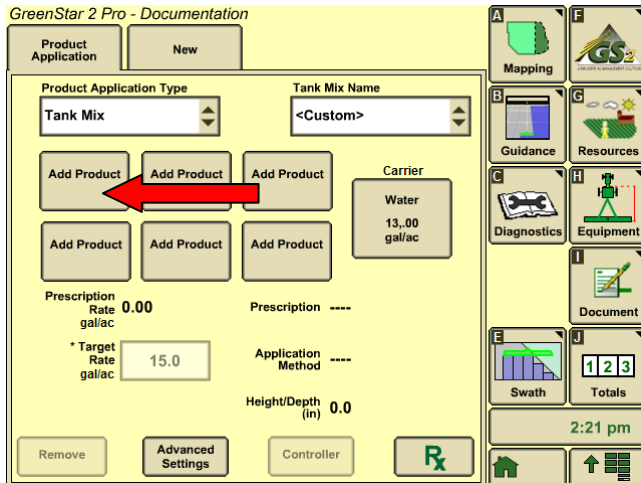 GreenStar 2 Pro - Documentation
Product
Application
New
Product Application Type
Tank Mix Name
Tank Mix
<Custom>
Add Product
Add Product
Add Product
Carrier
Water
13,.00
gal/ac
Add Product
Add Product
Add Product
Prescription
Rate
0.00
gal/ac
Prescription ----
* Target
Rate
gal/ac
15.0
Application
Method
----
Height/Depth
(in)
0.0
Remove
Advanced
Settings
Controller
Rx
A
Mapping
F
GS2
B
Guidance
G
Resources
C
Diagnostics
H
Equipment
I
Document
E
Swath
J
1 2 3
Totals
2:21 pm